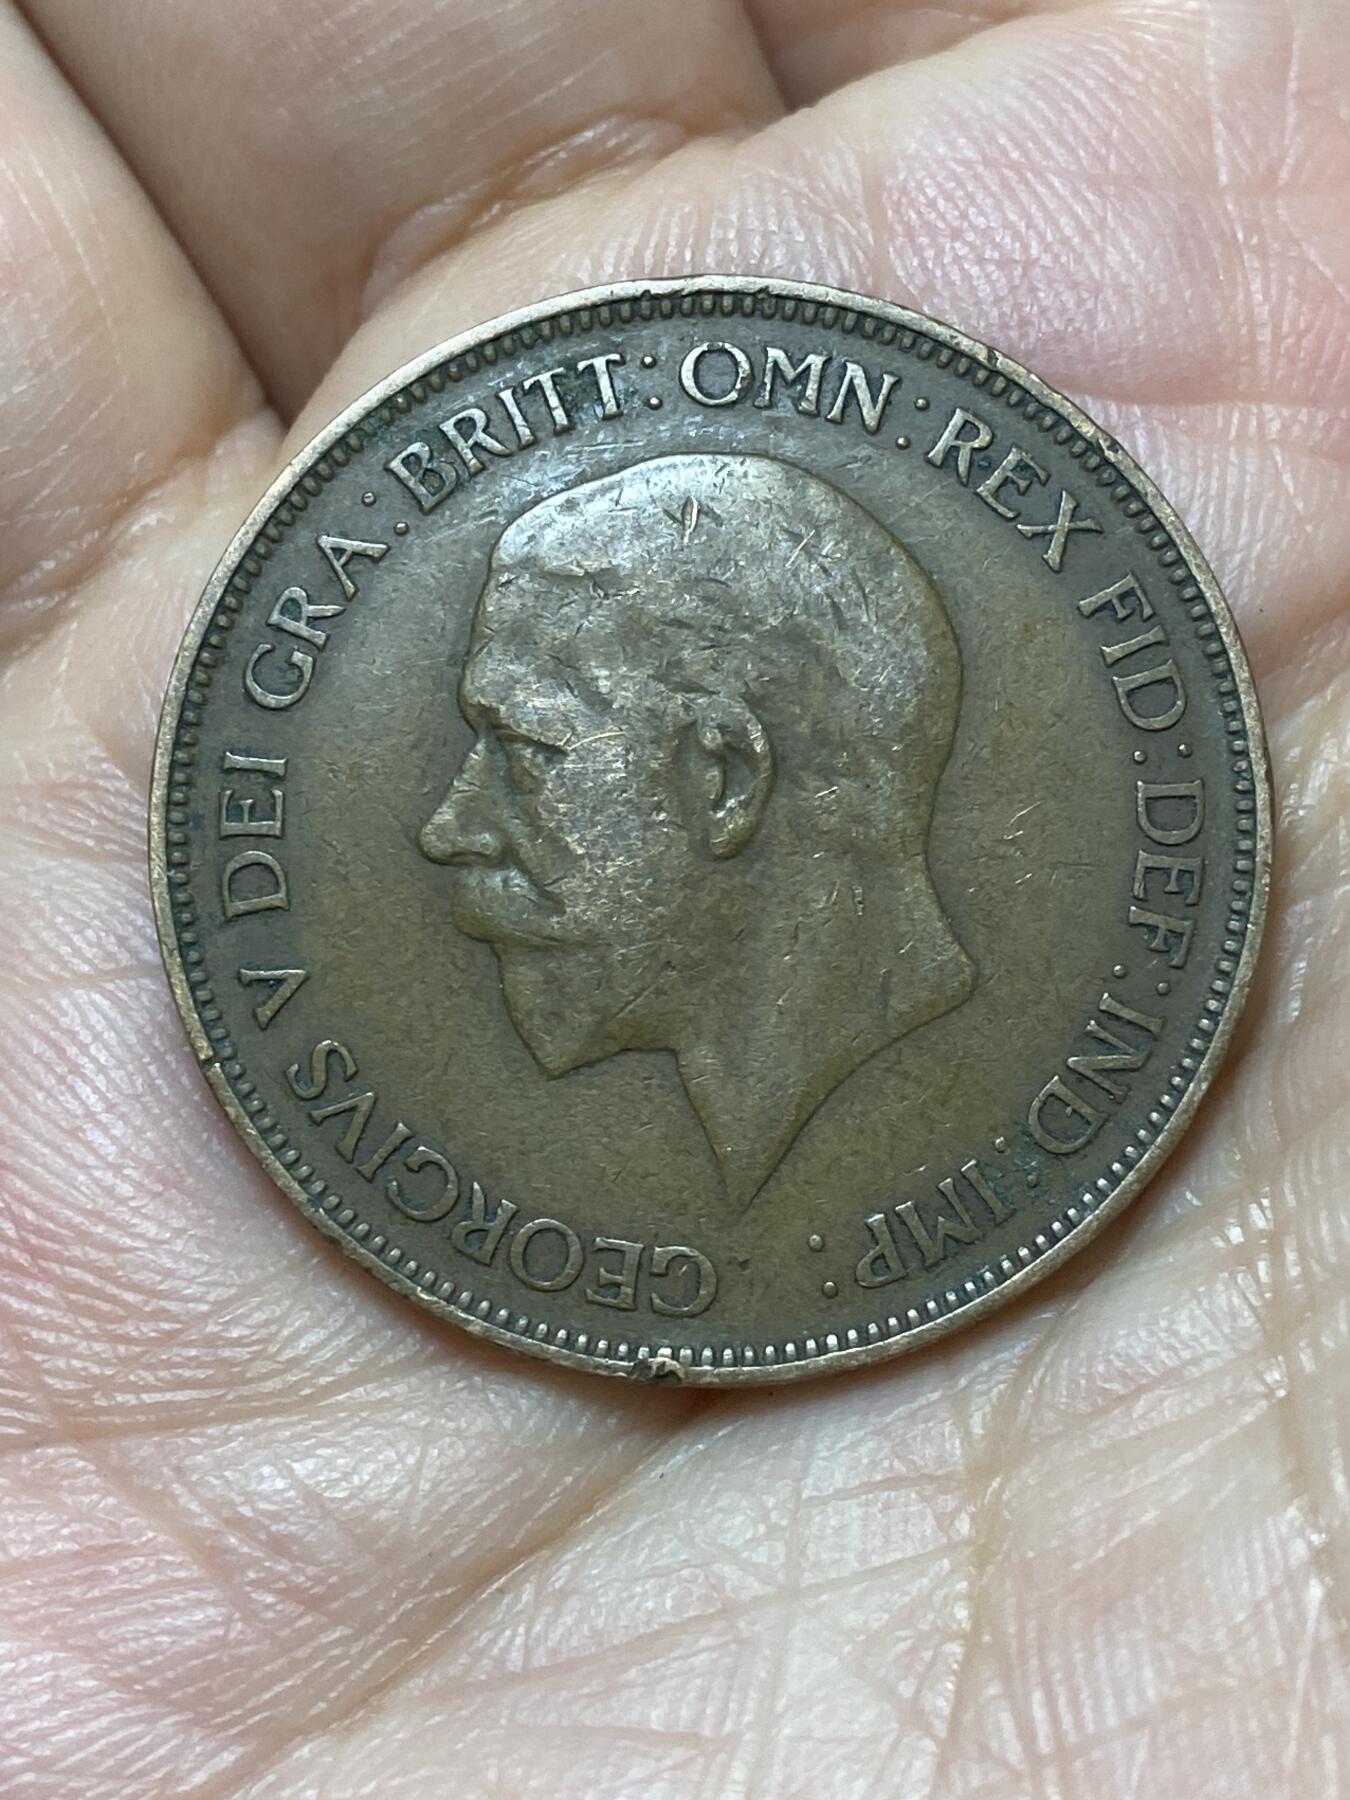 GEORGIVS V DEI GRA: BRITT: OMN: REX FID: DEF: IND: IMP: